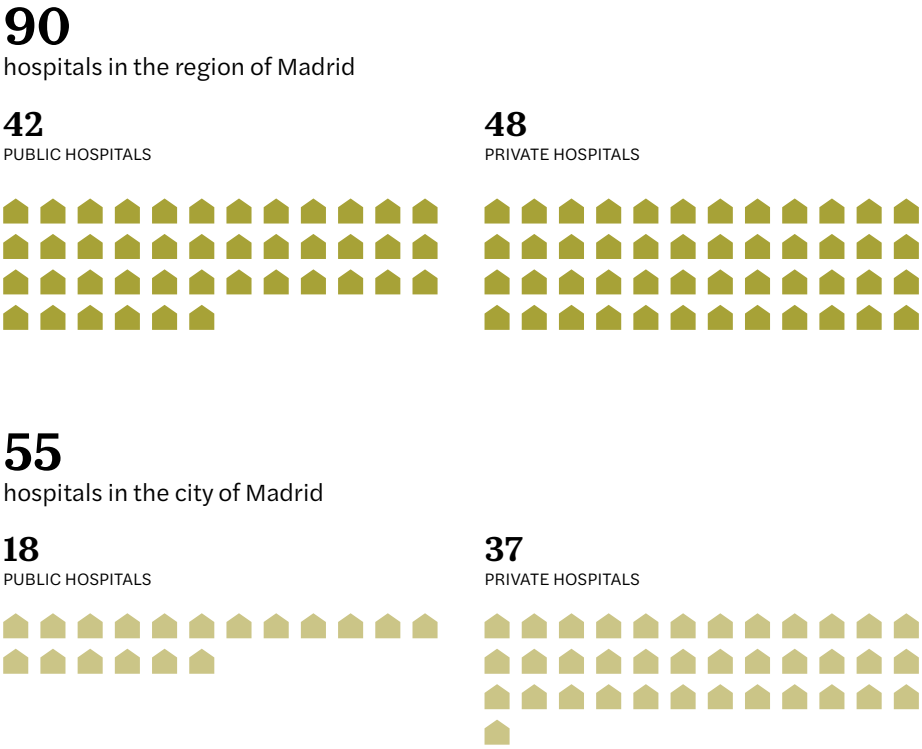 90
hospitals in the region of Madrid
42
PUBLIC HOSPITALS
48
PRIVATE HOSPITALS
55
hospitals in the city of Madrid
18
PUBLIC HOSPITALS
37
PRIVATE HOSPITALS